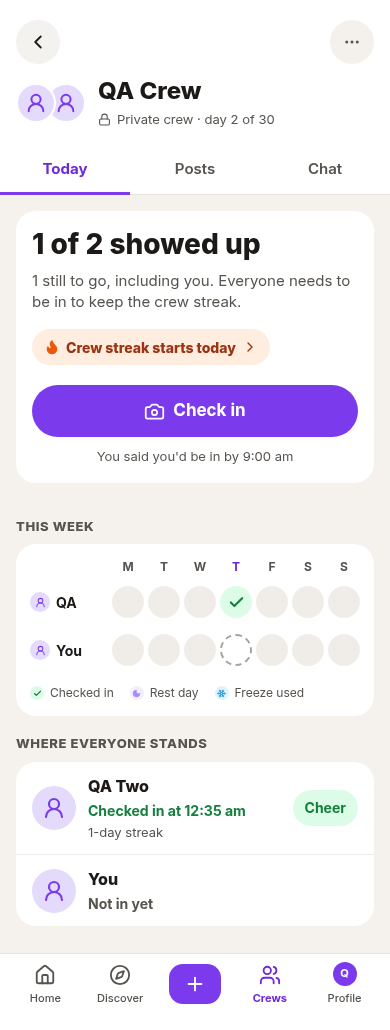 QA Crew
Private crew · day 2 of 30
Today Posts Chat
1 of 2 showed up
1 still to go, including you. Everyone needs to
be in to keep the crew streak.
Crew streak starts today
Check in
You said you'd be in by 9:00 am
THIS WEEK
M T W T F S S
QA
You
Checked in Rest day Freeze used
WHERE EVERYONE STANDS
QA Two
Checked in at 12:35 am
1-day streak
Cheer
You
Not in yet
Q
Home Discover Crews Profile